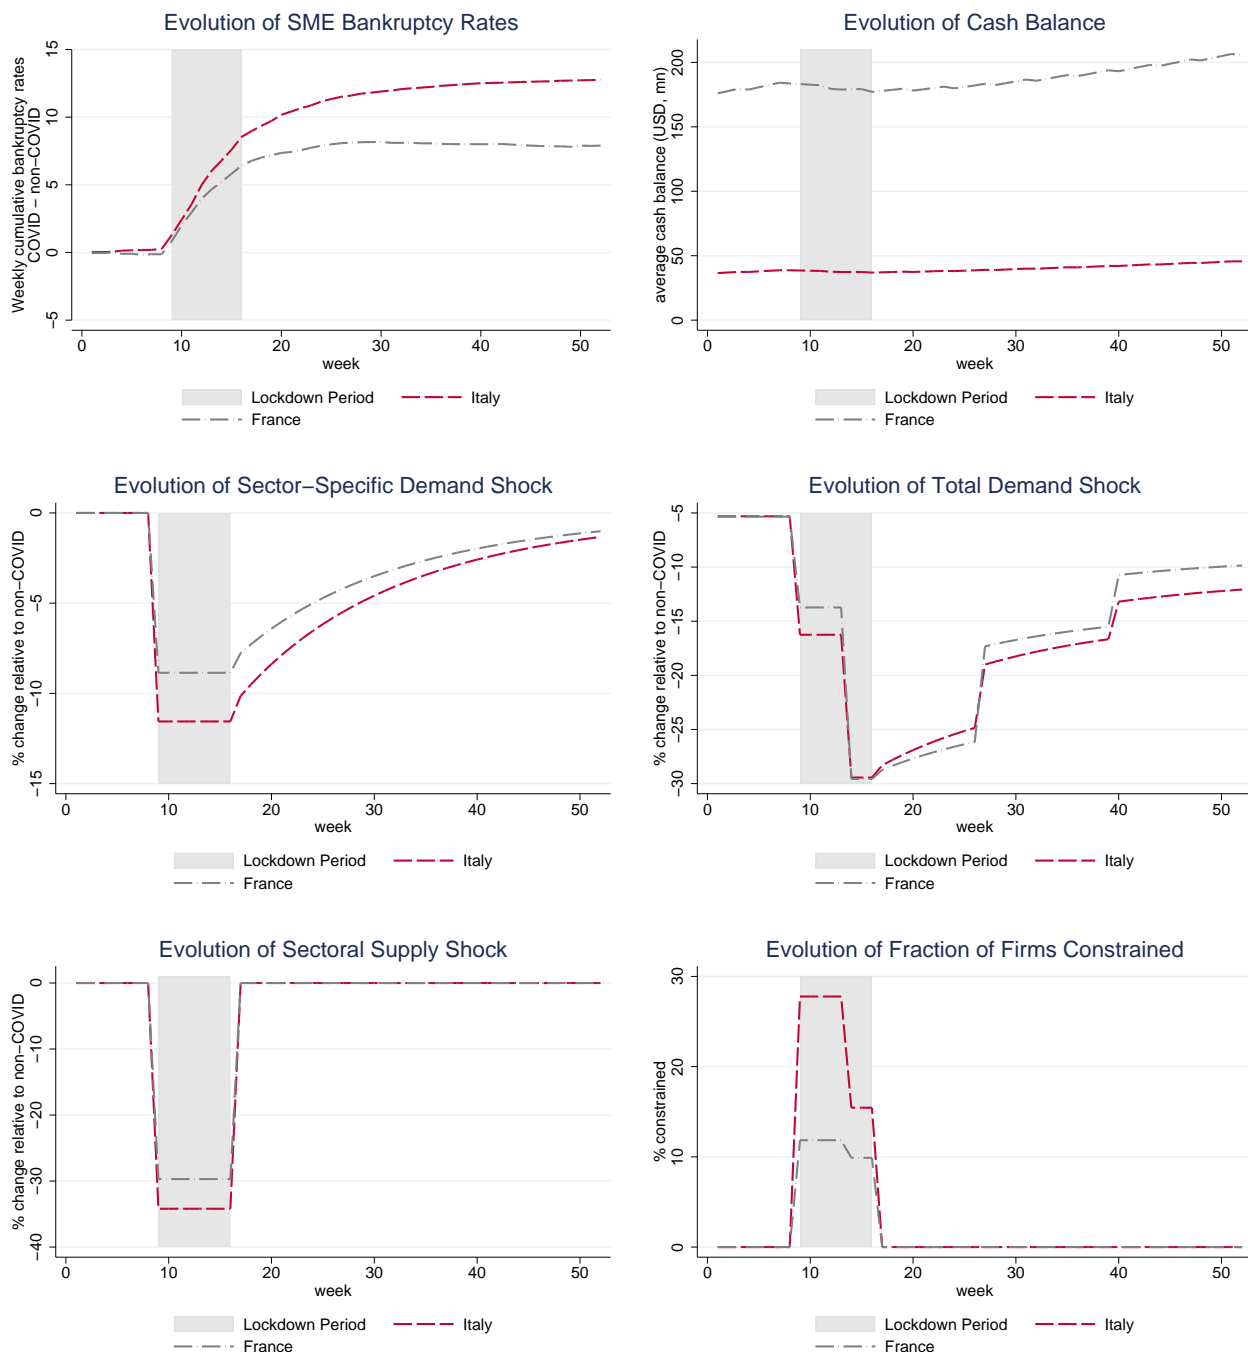 Evolution of SME Bankruptcy Rates
Weekly cumulative bankruptcy rates
COVID − non−COVID
15
10
5
0
−5
0 10 20 30 40 50
week
Lockdown Period Italy
France
Evolution of Cash Balance
average cash balance (USD, mn)
200
150
100
50
0
0 10 20 30 40 50
week
Lockdown Period Italy
France
Evolution of Sector−Specific Demand Shock
% change relative to non−COVID
0
−5
−10
−15
0 10 20 30 40 50
week
Lockdown Period Italy
France
Evolution of Total Demand Shock
% change relative to non−COVID
−5
−10
−15
−20
−25
−30
0 10 20 30 40 50
week
Lockdown Period Italy
France
Evolution of Sectoral Supply Shock
% change relative to non−COVID
0
−10
−20
−30
−40
0 10 20 30 40 50
week
Lockdown Period Italy
France
Evolution of Fraction of Firms Constrained
% constrained
30
20
10
0
0 10 20 30 40 50
week
Lockdown Period Italy
France